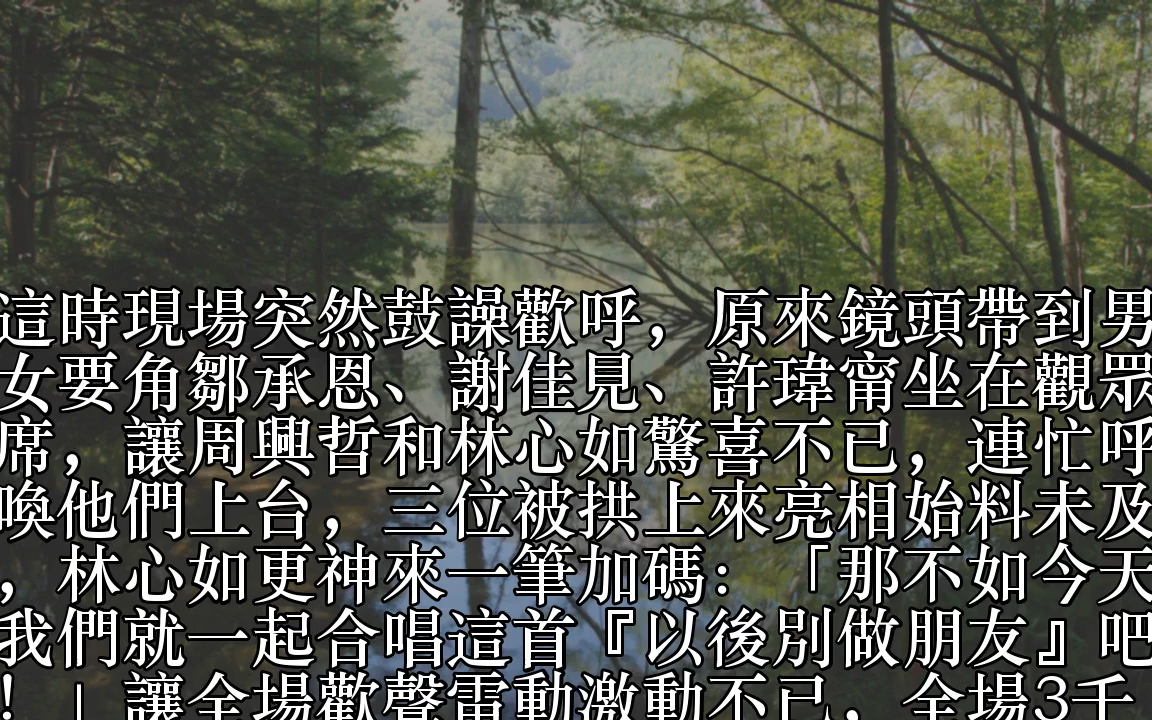 這時現場突然鼓譟歡呼，原來鏡頭帶到男
女要角鄒承恩、謝佳見、許瑋甯坐在觀眾
席，讓周興哲和林心如驚喜不已，連忙呼
喚他們上台，三位被拱上來亮相始料未及
，林心如更神來一筆加碼：「那不如今天
我們就一起合唱這首『以後別做朋友』吧
！」讓全場歡聲雷動激動不已，全場3千